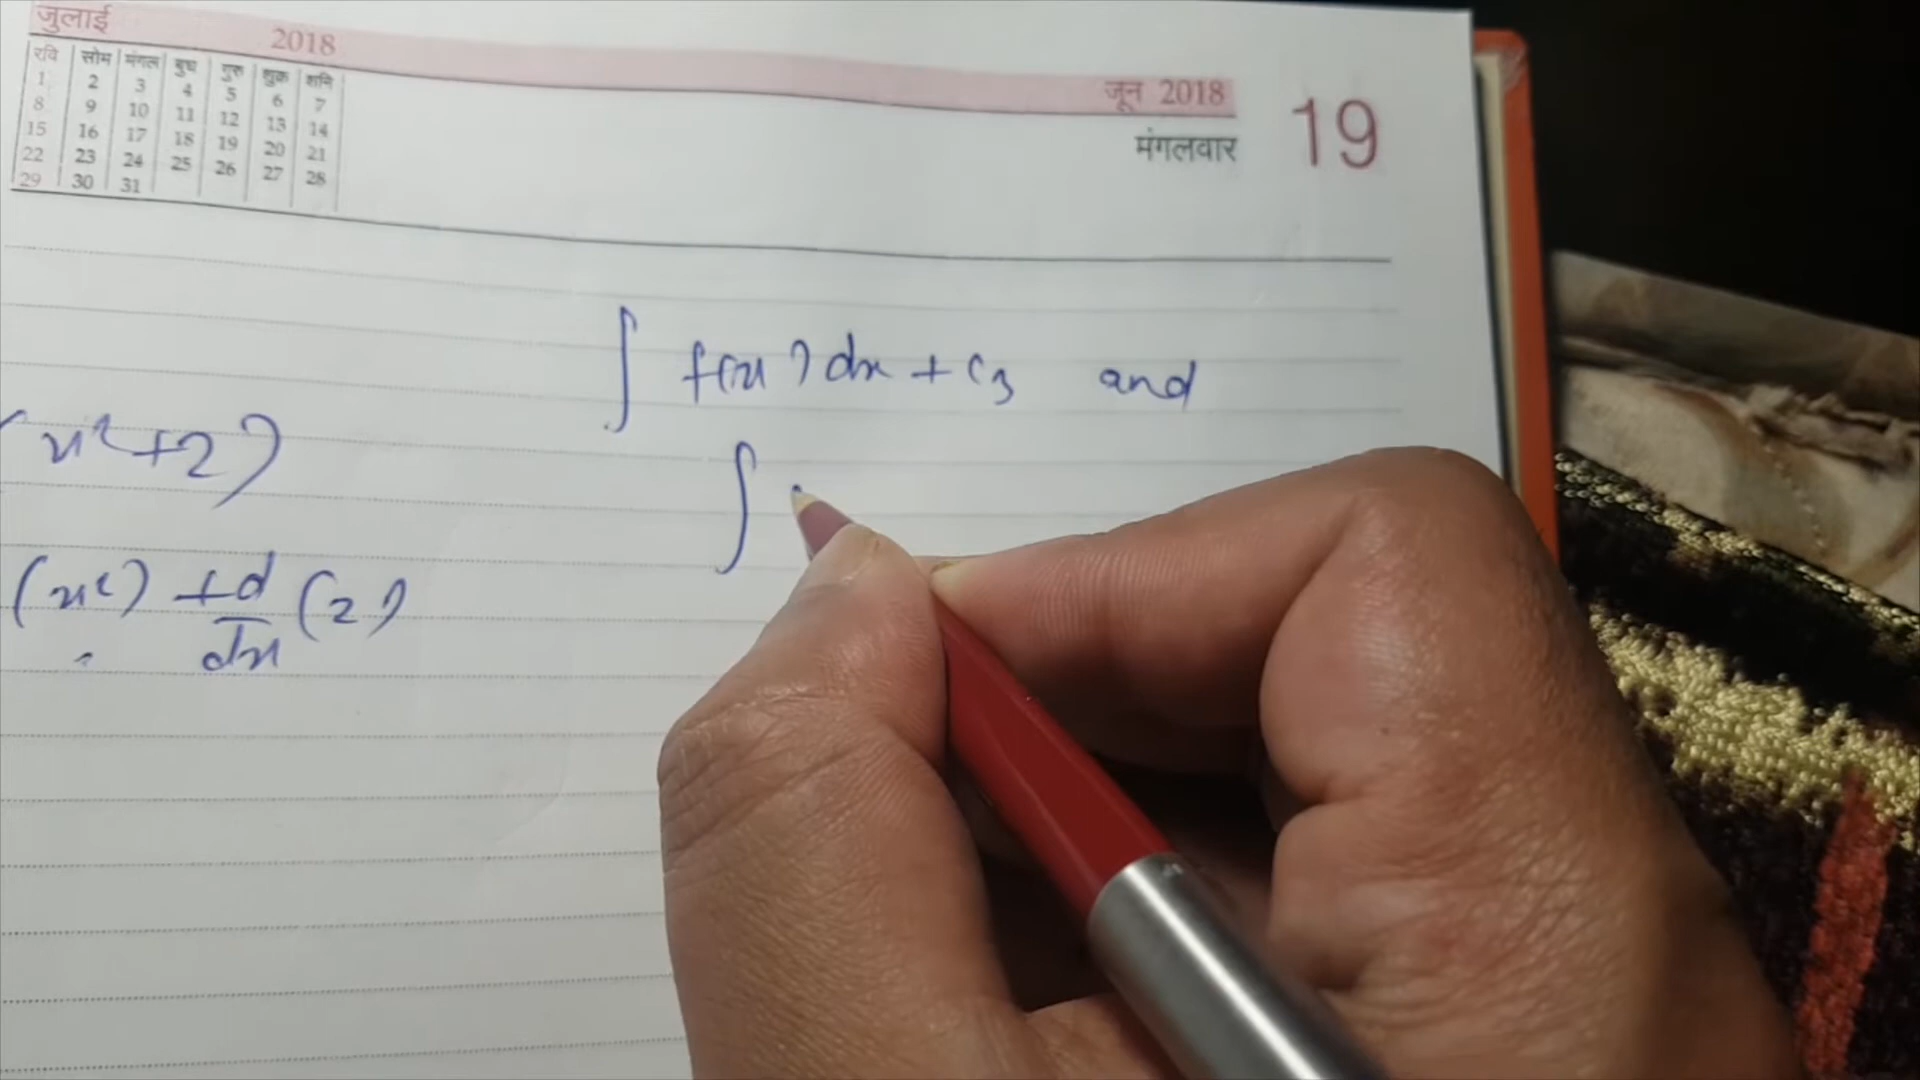 जुलाई 2018
रवि सोम मंगल बुध गुरु शुक्र शनि
1 2 3 4 5 6 7
8 9 10 11 12 13 14
15 16 17 18 19 20 21
22 23 24 25 26 27 28
29 30 31
जून 2018
मंगलवार
19
∫ f(x) dx + c3 and
∫
(x²+2)
(x²) + d/dx (2)